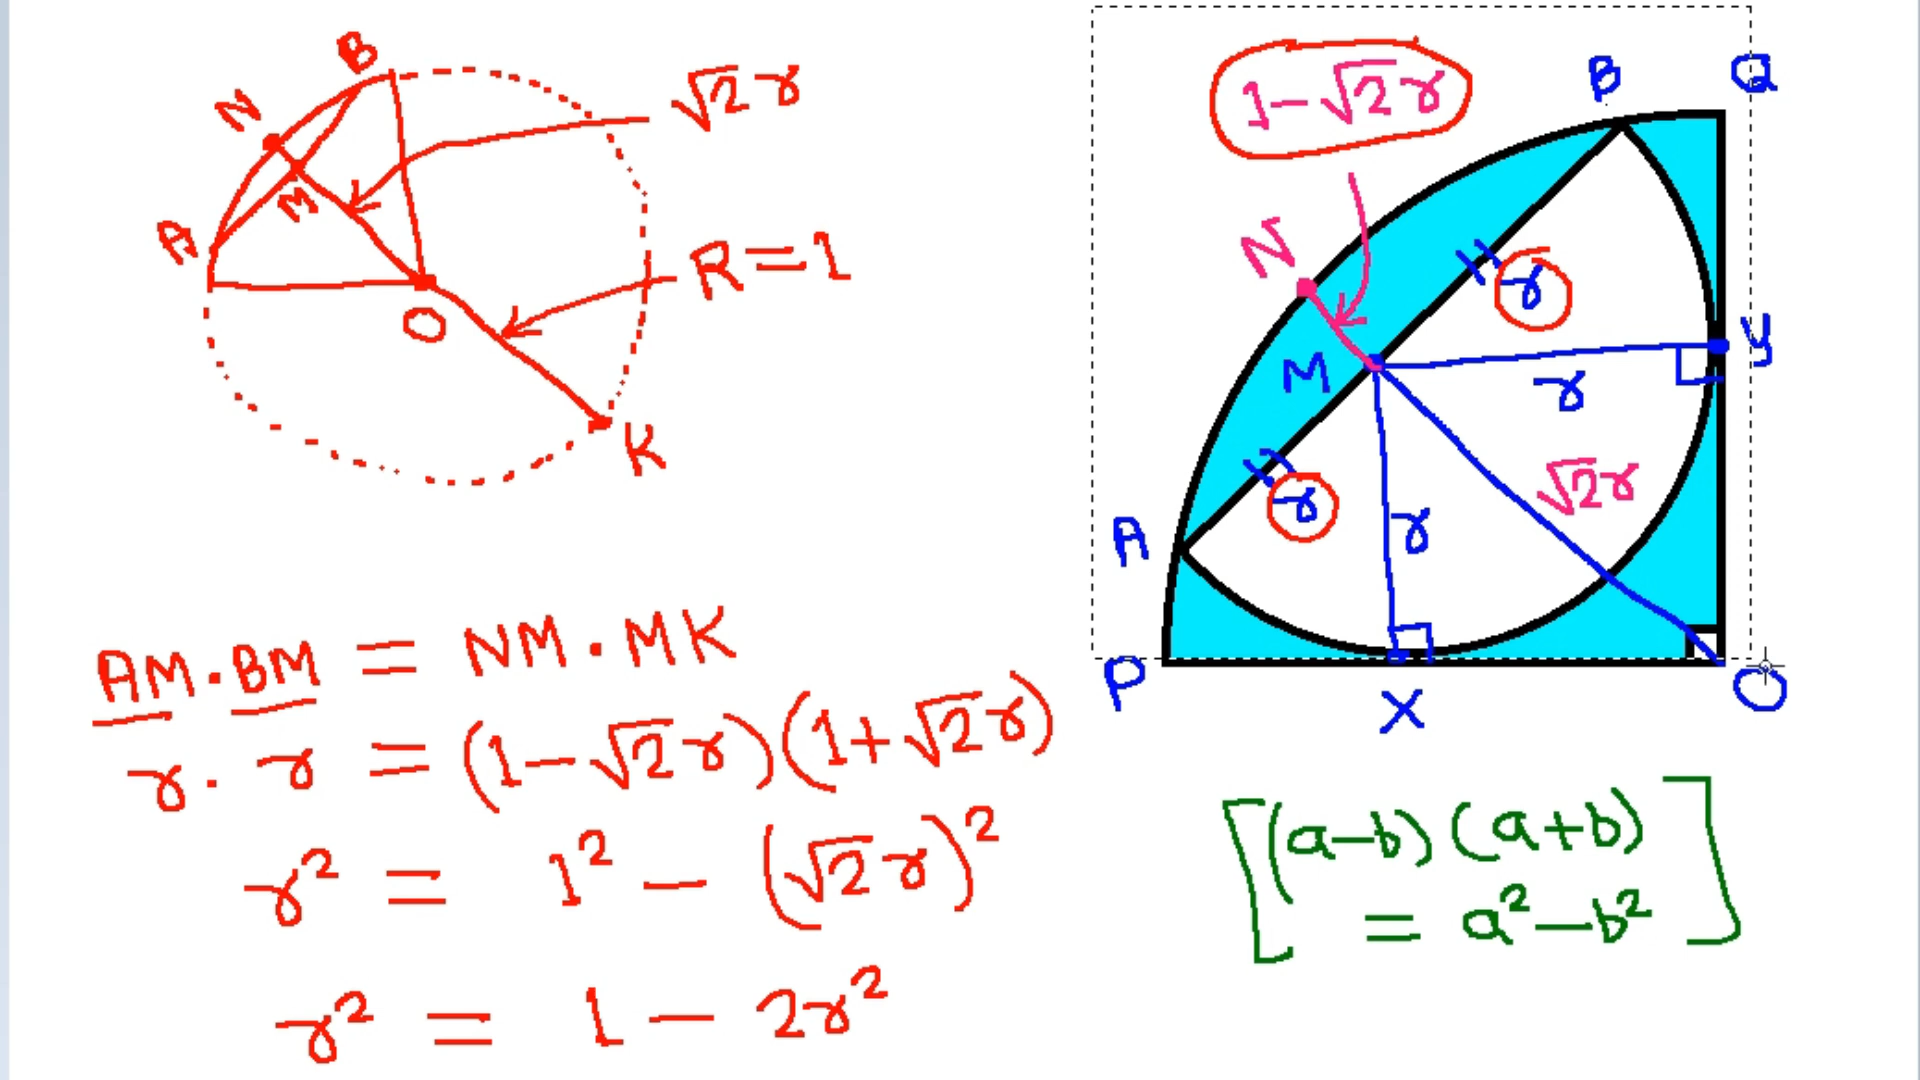 B
N
M
A
O
K
√2r
R=1
1-√2r
B
Q
N
r
M
y
r
r
r
√2r
A
P
X
O
AM.BM = NM.MK
r.r = (1-√2r)(1+√2r)
r² = 1² - (√2r)²
r² = 1 - 2r²
[(a-b)(a+b)
= a²-b²]